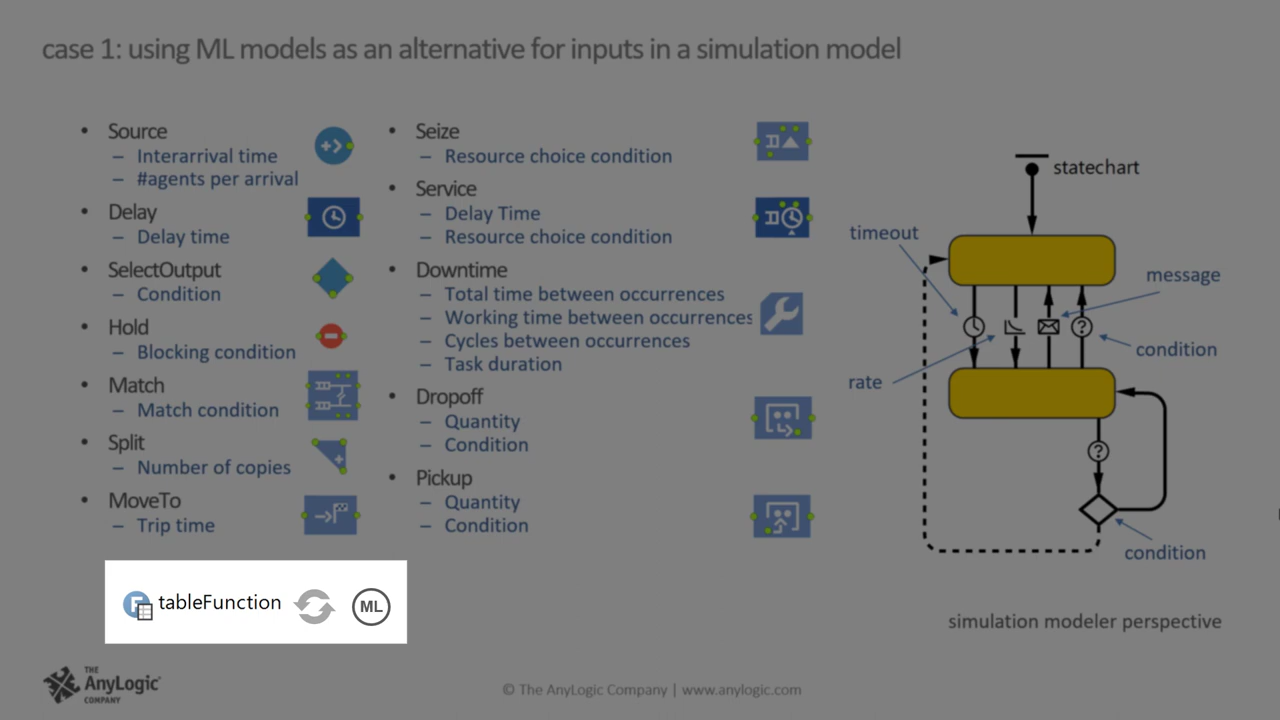 case 1: using ML models as an alternative for inputs in a simulation model
• Source
– Interarrival time
– #agents per arrival
• Delay
– Delay time
• SelectOutput
– Condition
• Hold
– Blocking condition
• Match
– Match condition
• Split
– Number of copies
• MoveTo
– Trip time
• Seize
– Resource choice condition
• Service
– Delay Time
– Resource choice condition
• Downtime
– Total time between occurrences
– Working time between occurrences
– Cycles between occurrences
– Task duration
• Dropoff
– Quantity
– Condition
• Pickup
– Quantity
– Condition
statechart
timeout
message
?
condition
rate
?
condition
simulation modeler perspective
F tableFunction ML
THE
AnyLogic
COMPANY
© The AnyLogic Company | www.anylogic.com